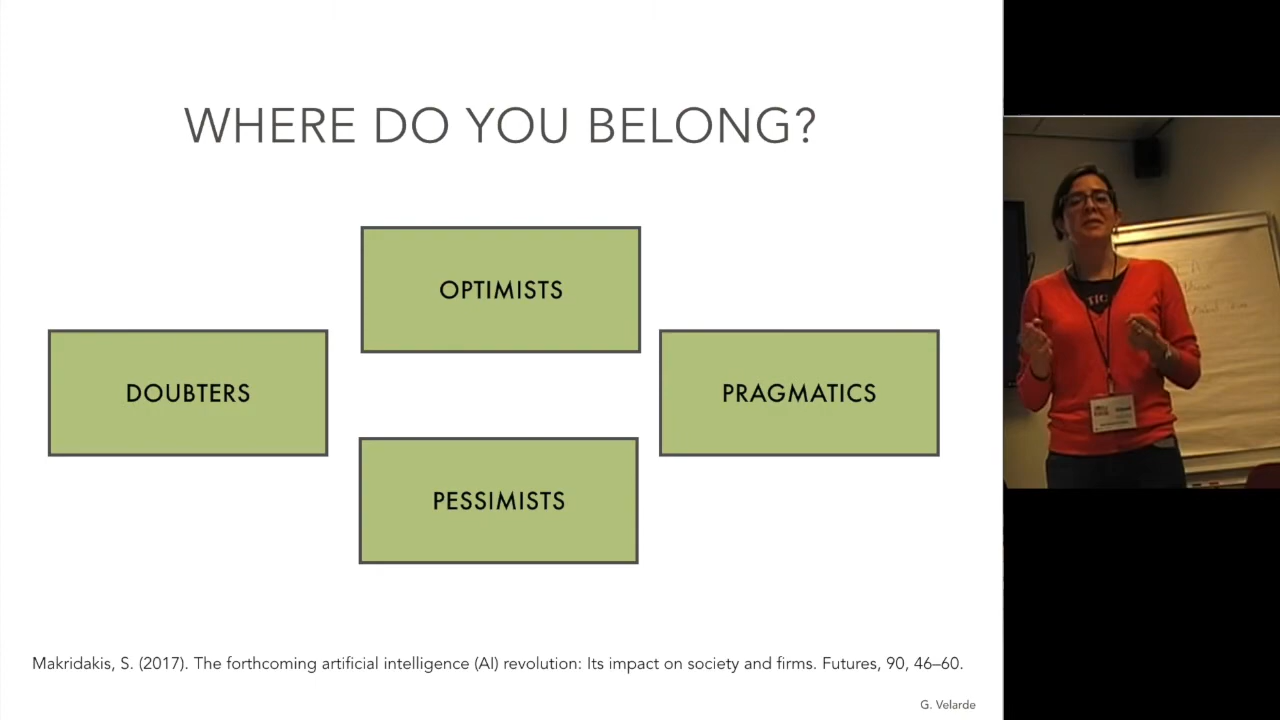 WHERE DO YOU BELONG?
OPTIMISTS
DOUBTERS
PRAGMATICS
PESSIMISTS
Makridakis, S. (2017). The forthcoming artificial intelligence (AI) revolution: Its impact on society and firms. Futures, 90, 46–60.
G. Velarde
TIC